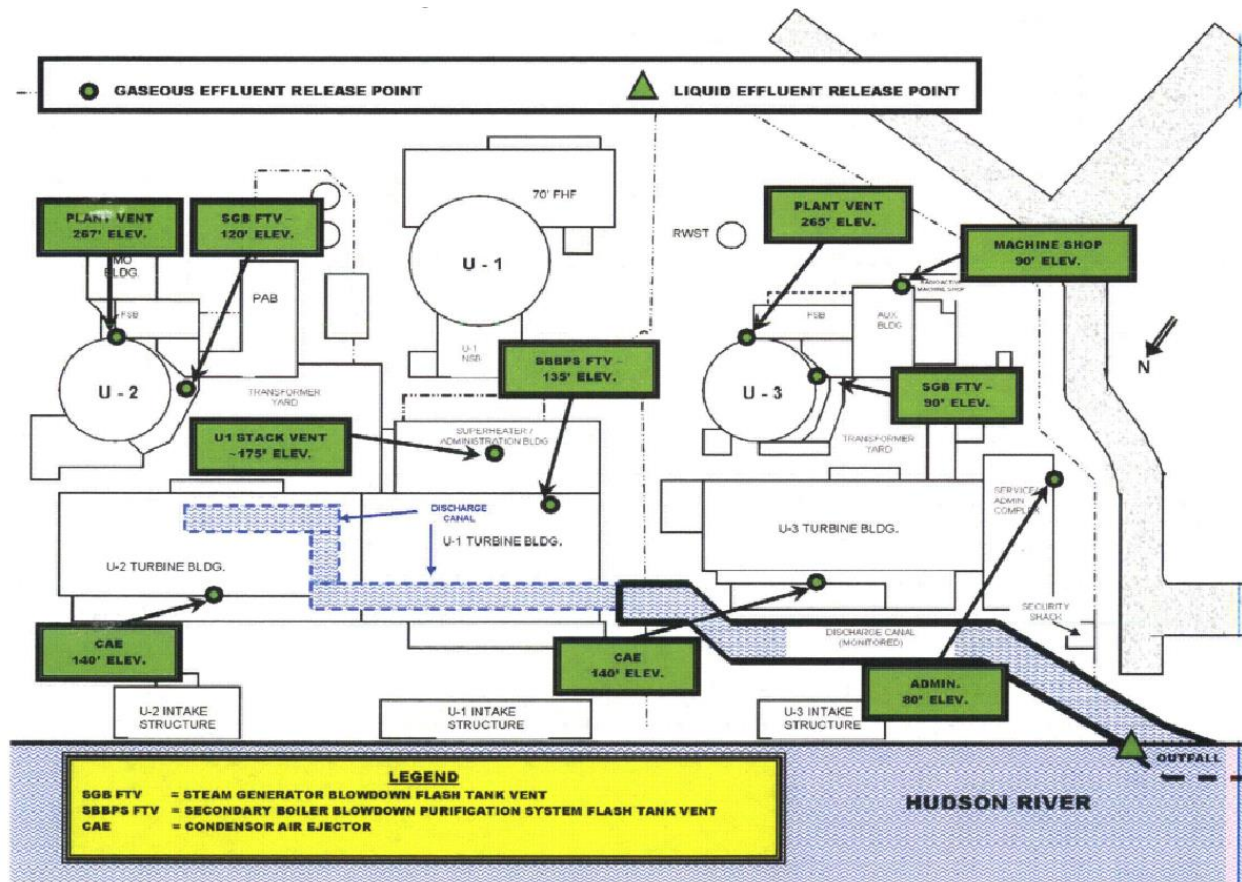 GASEOUS EFFLUENT RELEASE POINT
LIQUID EFFLUENT RELEASE POINT
70' FHF
PLANT VENT
267' ELEV.
SGB FTV –
120' ELEV.
PLANT VENT
265' ELEV.
RWST
MACHINE SHOP
90' ELEV.
U - 1
MO
BLDG.
PAB
RADIOACTIVE
MACHINE SHOP
FSB
FSB
AUX
BLDG
U-1
NSB
SBBPS FTV –
135' ELEV.
N
U - 2
TRANSFORMER
YARD
U - 3
SGB FTV –
90' ELEV.
U1 STACK VENT
~175' ELEV.
SUPERHEATER /
ADMINISTRATION BLDG
TRANSFORMER
YARD
SERVICE/
ADMIN
COMPLEX
DISCHARGE
CANAL
U-1 TURBINE BLDG.
U-3 TURBINE BLDG.
U-2 TURBINE BLDG.
SECURITY
SHACK
CAE
140' ELEV.
CAE
140' ELEV.
DISCHARGE CANAL
(MONITORED)
ADMIN.
80' ELEV.
U-2 INTAKE
STRUCTURE
U-1 INTAKE
STRUCTURE
U-3 INTAKE
STRUCTURE
OUTFALL
LEGEND
SGB FTV = STEAM GENERATOR BLOWDOWN FLASH TANK VENT
SBBPS FTV = SECONDARY BOILER BLOWDOWN PURIFICATION SYSTEM FLASH TANK VENT
CAE = CONDENSOR AIR EJECTOR
HUDSON RIVER